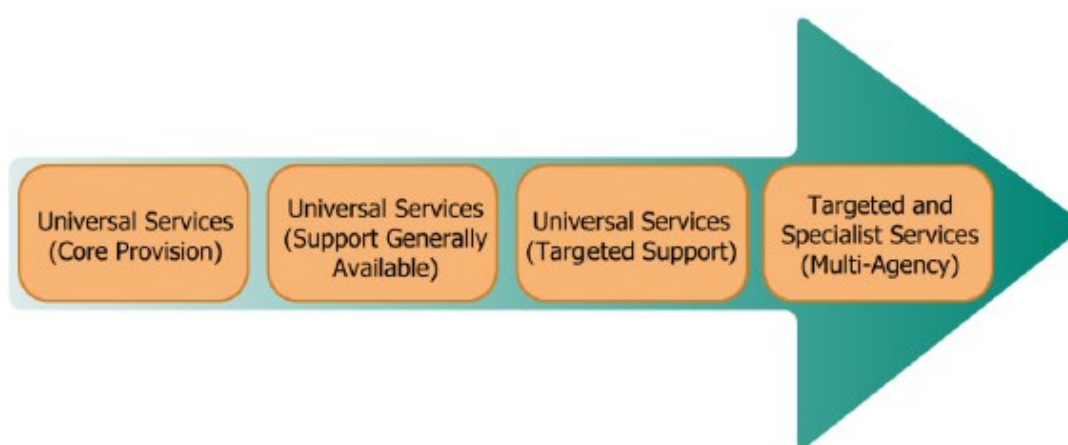 Universal Services
(Core Provision)
Universal Services
(Support Generally
Available)
Universal Services
(Targeted Support)
Targeted and
Specialist Services
(Multi-Agency)